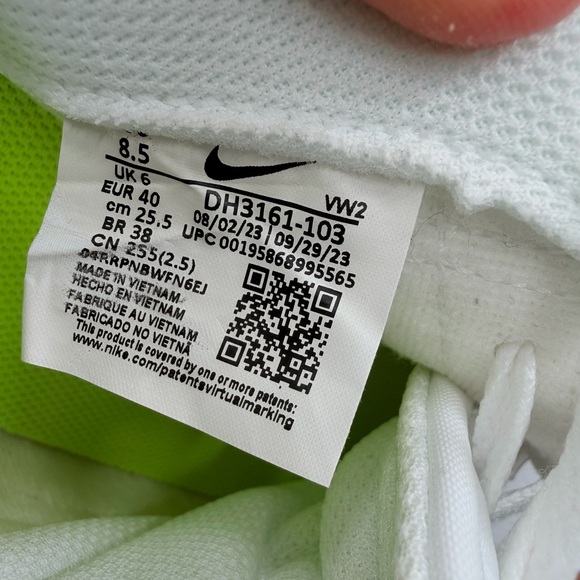 8.5
UK 6
EUR 40
cm 25.5
BR 38
CN 255(2.5)
VW2
DH3161-103
08/02/23 | 09/29/23
UPC 00195868995565
MADE IN VIETNAM
HECHO EN VIETNAM
FABRIQUE AU VIETNAM
FABRICADO NO VIETNA
This product is covered by one or more patents:
www.nike.com/patentsvirtualmarking